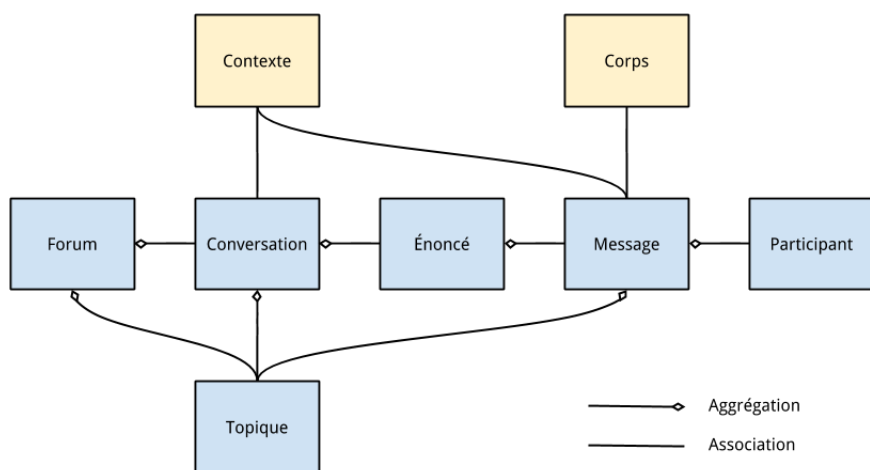 Contexte
Corps
Forum
Conversation
Énoncé
Message
Participant
Topique
Aggrégation
Association